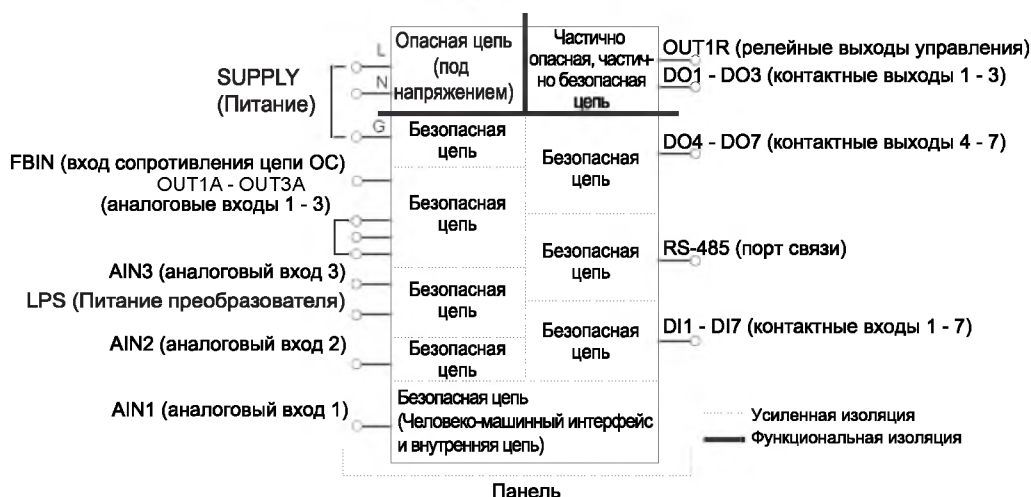 L
N
G
SUPPLY
(Питание)
Опасная цепь
(под
напряжением)
Частично
опасная, частич-
но безопасная
цепь
OUT1R (релейные выходы управления)
DO1 - DO3 (контактные выходы 1 - 3)
Безопасная
цепь
Безопасная
цепь
DO4 - DO7 (контактные выходы 4 - 7)
FBIN (вход сопротивления цепи ОС)
OUT1A - OUT3A
(аналоговые входы 1 - 3)
Безопасная
цепь
Безопасная
цепь
RS-485 (порт связи)
AIN3 (аналоговый вход 3)
LPS (Питание преобразователя)
Безопасная
цепь
Безопасная
цепь
DI1 - DI7 (контактные входы 1 - 7)
AIN2 (аналоговый вход 2)
Безопасная
цепь
AIN1 (аналоговый вход 1)
Безопасная цепь
(Человеко-машинный интерфейс
и внутренняя цепь)
Усиленная изоляция
Функциональная изоляция
Панель